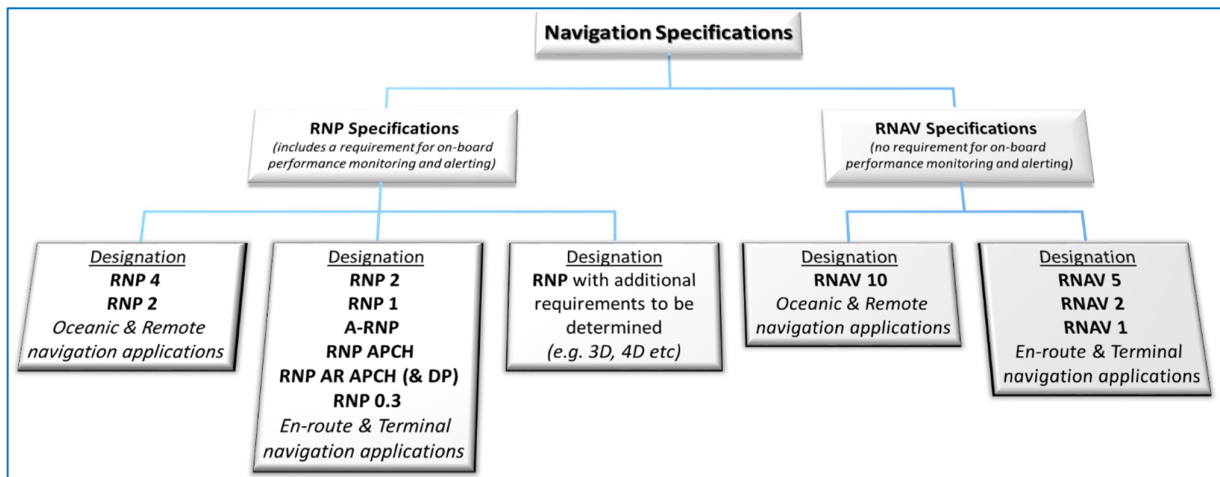 Navigation Specifications
RNP Specifications
(includes a requirement for on-board
performance monitoring and alerting)
RNAV Specifications
(no requirement for on-board
performance monitoring and alerting)
Designation
RNP 4
RNP 2
Oceanic & Remote
navigation applications
Designation
RNP 2
RNP 1
A-RNP
RNP APCH
RNP AR APCH (& DP)
RNP 0.3
En-route & Terminal
navigation applications
Designation
RNP with additional
requirements to be
determined
(e.g. 3D, 4D etc)
Designation
RNAV 10
Oceanic & Remote
navigation applications
Designation
RNAV 5
RNAV 2
RNAV 1
En-route & Terminal
navigation applications